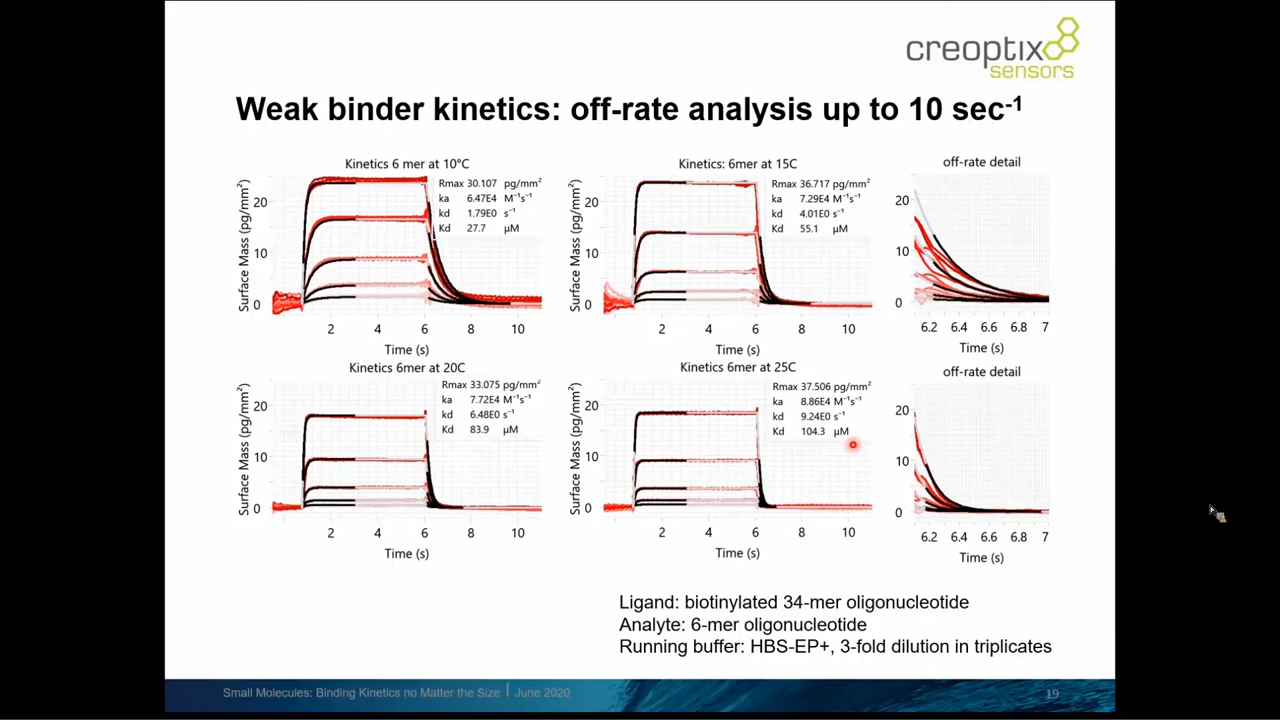 creoptix
sensors
Weak binder kinetics: off-rate analysis up to 10 sec-1
Kinetics 6 mer at 10°C
Rmax 30.107 pg/mm²
ka 6.47E4 M⁻¹s⁻¹
kd 1.79E0 s⁻¹
Kd 27.7 µM
Surface Mass (pg/mm²)
20
10
0
2 4 6 8 10
Time (s)
Kinetics: 6mer at 15C
Rmax 36.717 pg/mm²
ka 7.29E4 M⁻¹s⁻¹
kd 4.01E0 s⁻¹
Kd 55.1 µM
Surface Mass (pg/mm²)
20
10
0
2 4 6 8 10
Time (s)
off-rate detail
20
10
0
6.2 6.4 6.6 6.8 7
Time (s)
Kinetics 6mer at 20C
Rmax 33.075 pg/mm²
ka 7.72E4 M⁻¹s⁻¹
kd 6.48E0 s⁻¹
Kd 83.9 µM
Surface Mass (pg/mm²)
20
10
0
2 4 6 8 10
Time (s)
Kinetics 6mer at 25C
Rmax 37.506 pg/mm²
ka 8.86E4 M⁻¹s⁻¹
kd 9.24E0 s⁻¹
Kd 104.3 µM
Surface Mass (pg/mm²)
20
10
0
2 4 6 8 10
Time (s)
off-rate detail
20
10
0
6.2 6.4 6.6 6.8 7
Time (s)
Ligand: biotinylated 34-mer oligonucleotide
Analyte: 6-mer oligonucleotide
Running buffer: HBS-EP+, 3-fold dilution in triplicates
Small Molecules: Binding Kinetics no Matter the Size | June 2020
19